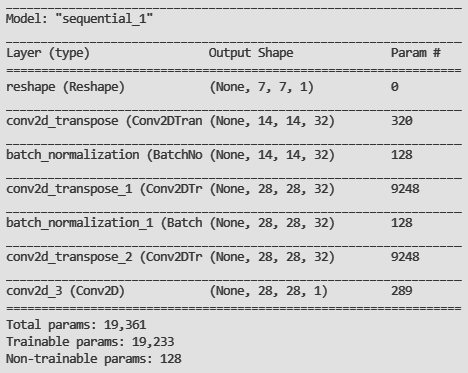 Model: "sequential_1"
Layer (type) Output Shape Param #
reshape (Reshape) (None, 7, 7, 1) 0
conv2d_transpose (Conv2DTran (None, 14, 14, 32) 320
batch_normalization (BatchNo (None, 14, 14, 32) 128
conv2d_transpose_1 (Conv2DTr (None, 28, 28, 32) 9248
batch_normalization_1 (Batch (None, 28, 28, 32) 128
conv2d_transpose_2 (Conv2DTr (None, 28, 28, 32) 9248
conv2d_3 (Conv2D) (None, 28, 28, 1) 289
Total params: 19,361
Trainable params: 19,233
Non-trainable params: 128